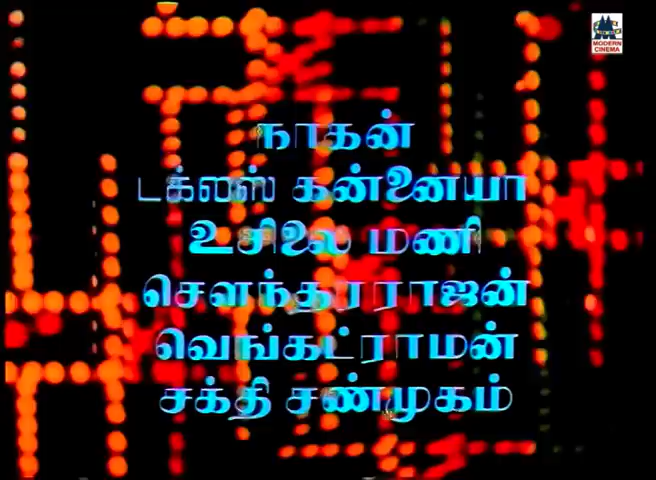 MODERN
CINEMA
நாகன்
டக்ளஸ் கன்னையா
உசிலை மணி
சௌந்தரராஜன்
வெங்கட்ராமன்
சக்தி சண்முகம்